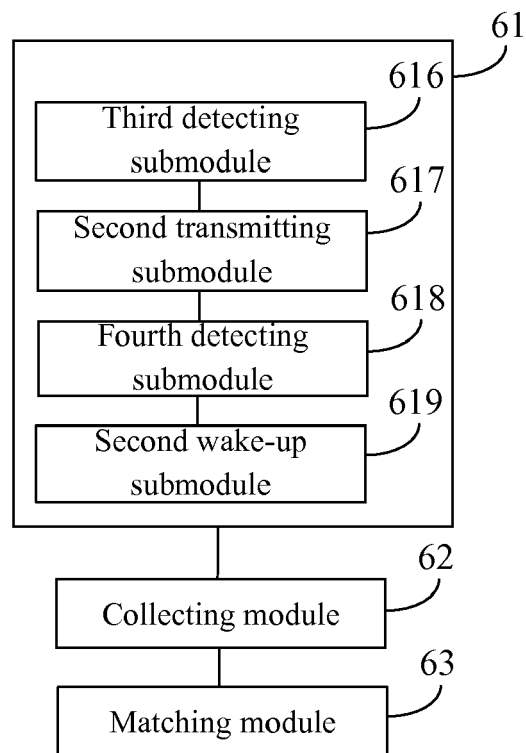 61
616
Third detecting
submodule
617
Second transmitting
submodule
618
Fourth detecting
submodule
619
Second wake-up
submodule
62
Collecting module
63
Matching module